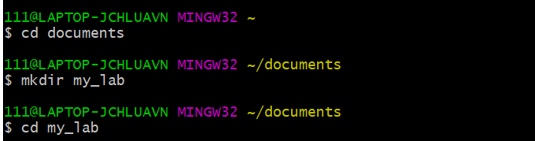 111@LAPTOP-JCHLUAVN MINGW32 ~
$ cd documents
111@LAPTOP-JCHLUAVN MINGW32 ~/documents
$ mkdir my_lab
111@LAPTOP-JCHLUAVN MINGW32 ~/documents
$ cd my_lab